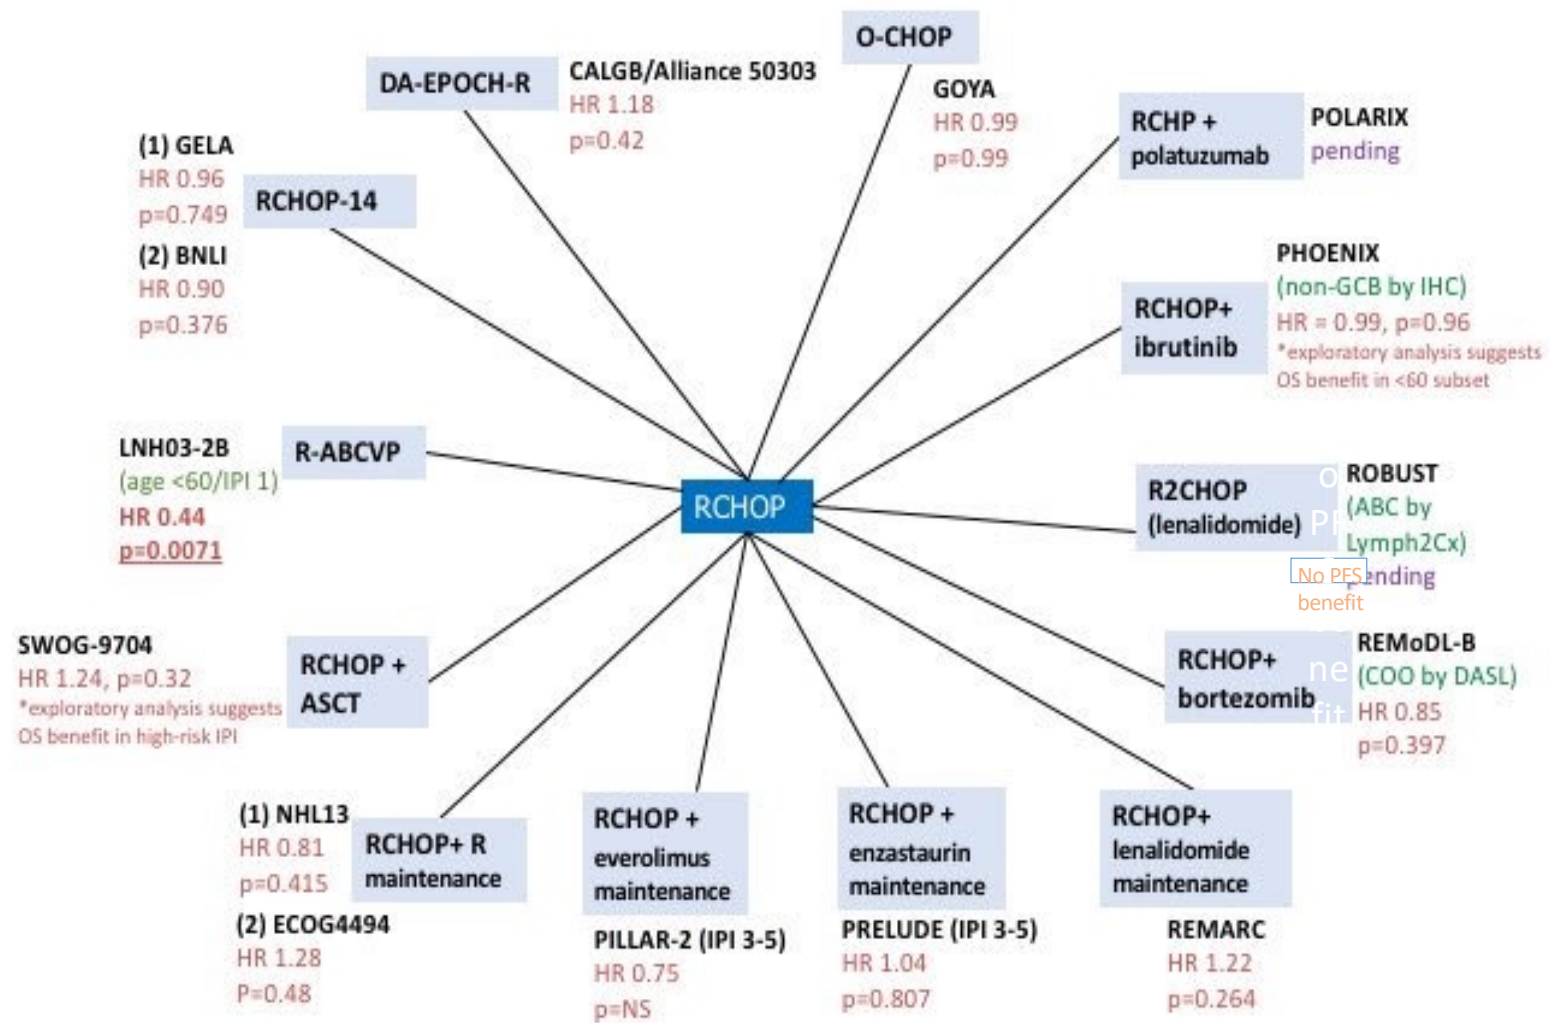 O-CHOP
GOYA
HR 0.99
p=0.99
DA-EPOCH-R
CALGB/Alliance 50303
HR 1.18
p=0.42
RCHP +
polatuzumab
POLARIX
pending
(1) GELA
HR 0.96
p=0.749
(2) BNLI
HR 0.90
p=0.376
RCHOP-14
PHOENIX
(non-GCB by IHC)
HR = 0.99, p=0.96
*exploratory analysis suggests
OS benefit in <60 subset
RCHOP+
ibrutinib
LNH03-2B
(age <60/IPI 1)
HR 0.44
p=0.0071
R-ABCVP
RCHOP
R2CHOP
(lenalidomide)
ROBUST
(ABC by
Lymph2Cx)
pending
No PFS
benefit
SWOG-9704
HR 1.24, p=0.32
*exploratory analysis suggests
OS benefit in high-risk IPI
RCHOP +
ASCT
RCHOP+
bortezomib
ne
fit
REMoDL-B
(COO by DASL)
HR 0.85
p=0.397
(1) NHL13
HR 0.81
p=0.415
(2) ECOG4494
HR 1.28
P=0.48
RCHOP+ R
maintenance
RCHOP +
everolimus
maintenance
PILLAR-2 (IPI 3-5)
HR 0.75
p=NS
RCHOP +
enzastaurin
maintenance
PRELUDE (IPI 3-5)
HR 1.04
p=0.807
RCHOP+
lenalidomide
maintenance
REMARC
HR 1.22
p=0.264